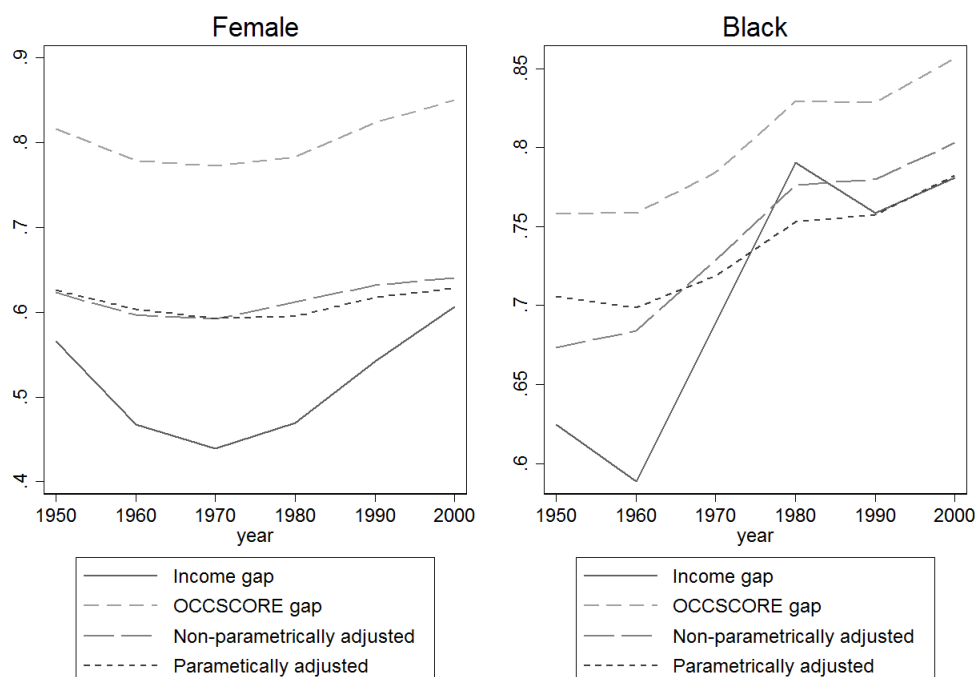 Female
.9
.8
.7
.6
.5
.4
1950 1960 1970 1980 1990 2000
year
Income gap
OCCSCORE gap
Non-parametrically adjusted
Parametically adjusted
Black
.85
.8
.75
.7
.65
.6
1950 1960 1970 1980 1990 2000
year
Income gap
OCCSCORE gap
Non-parametrically adjusted
Parametrically adjusted